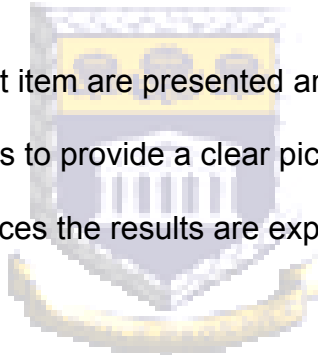 t item are presented ar
s to provide a clear pic
ces the results are exp